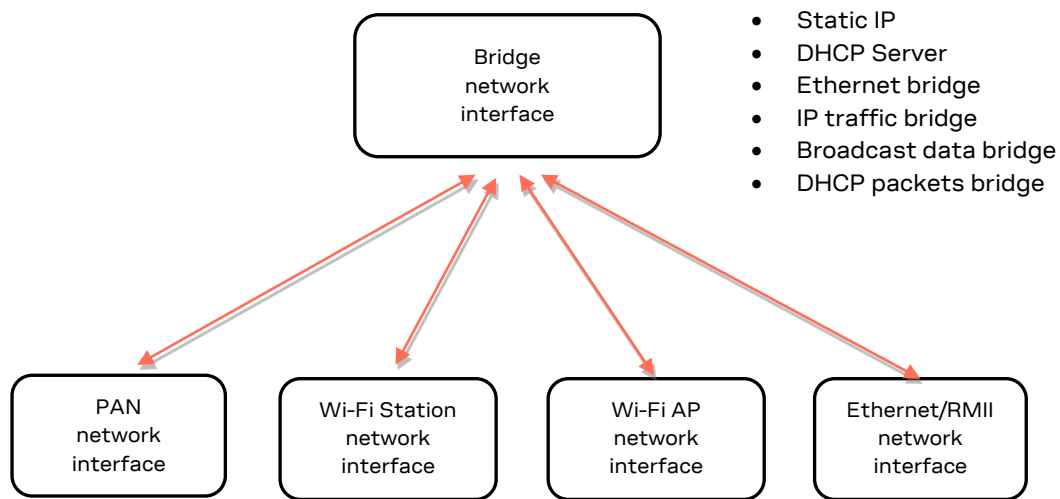 Bridge
network
interface
• Static IP
• DHCP Server
• Ethernet bridge
• IP traffic bridge
• Broadcast data bridge
• DHCP packets bridge
PAN
network
interface
Wi-Fi Station
network
interface
Wi-Fi AP
network
interface
Ethernet/RMII
network
interface